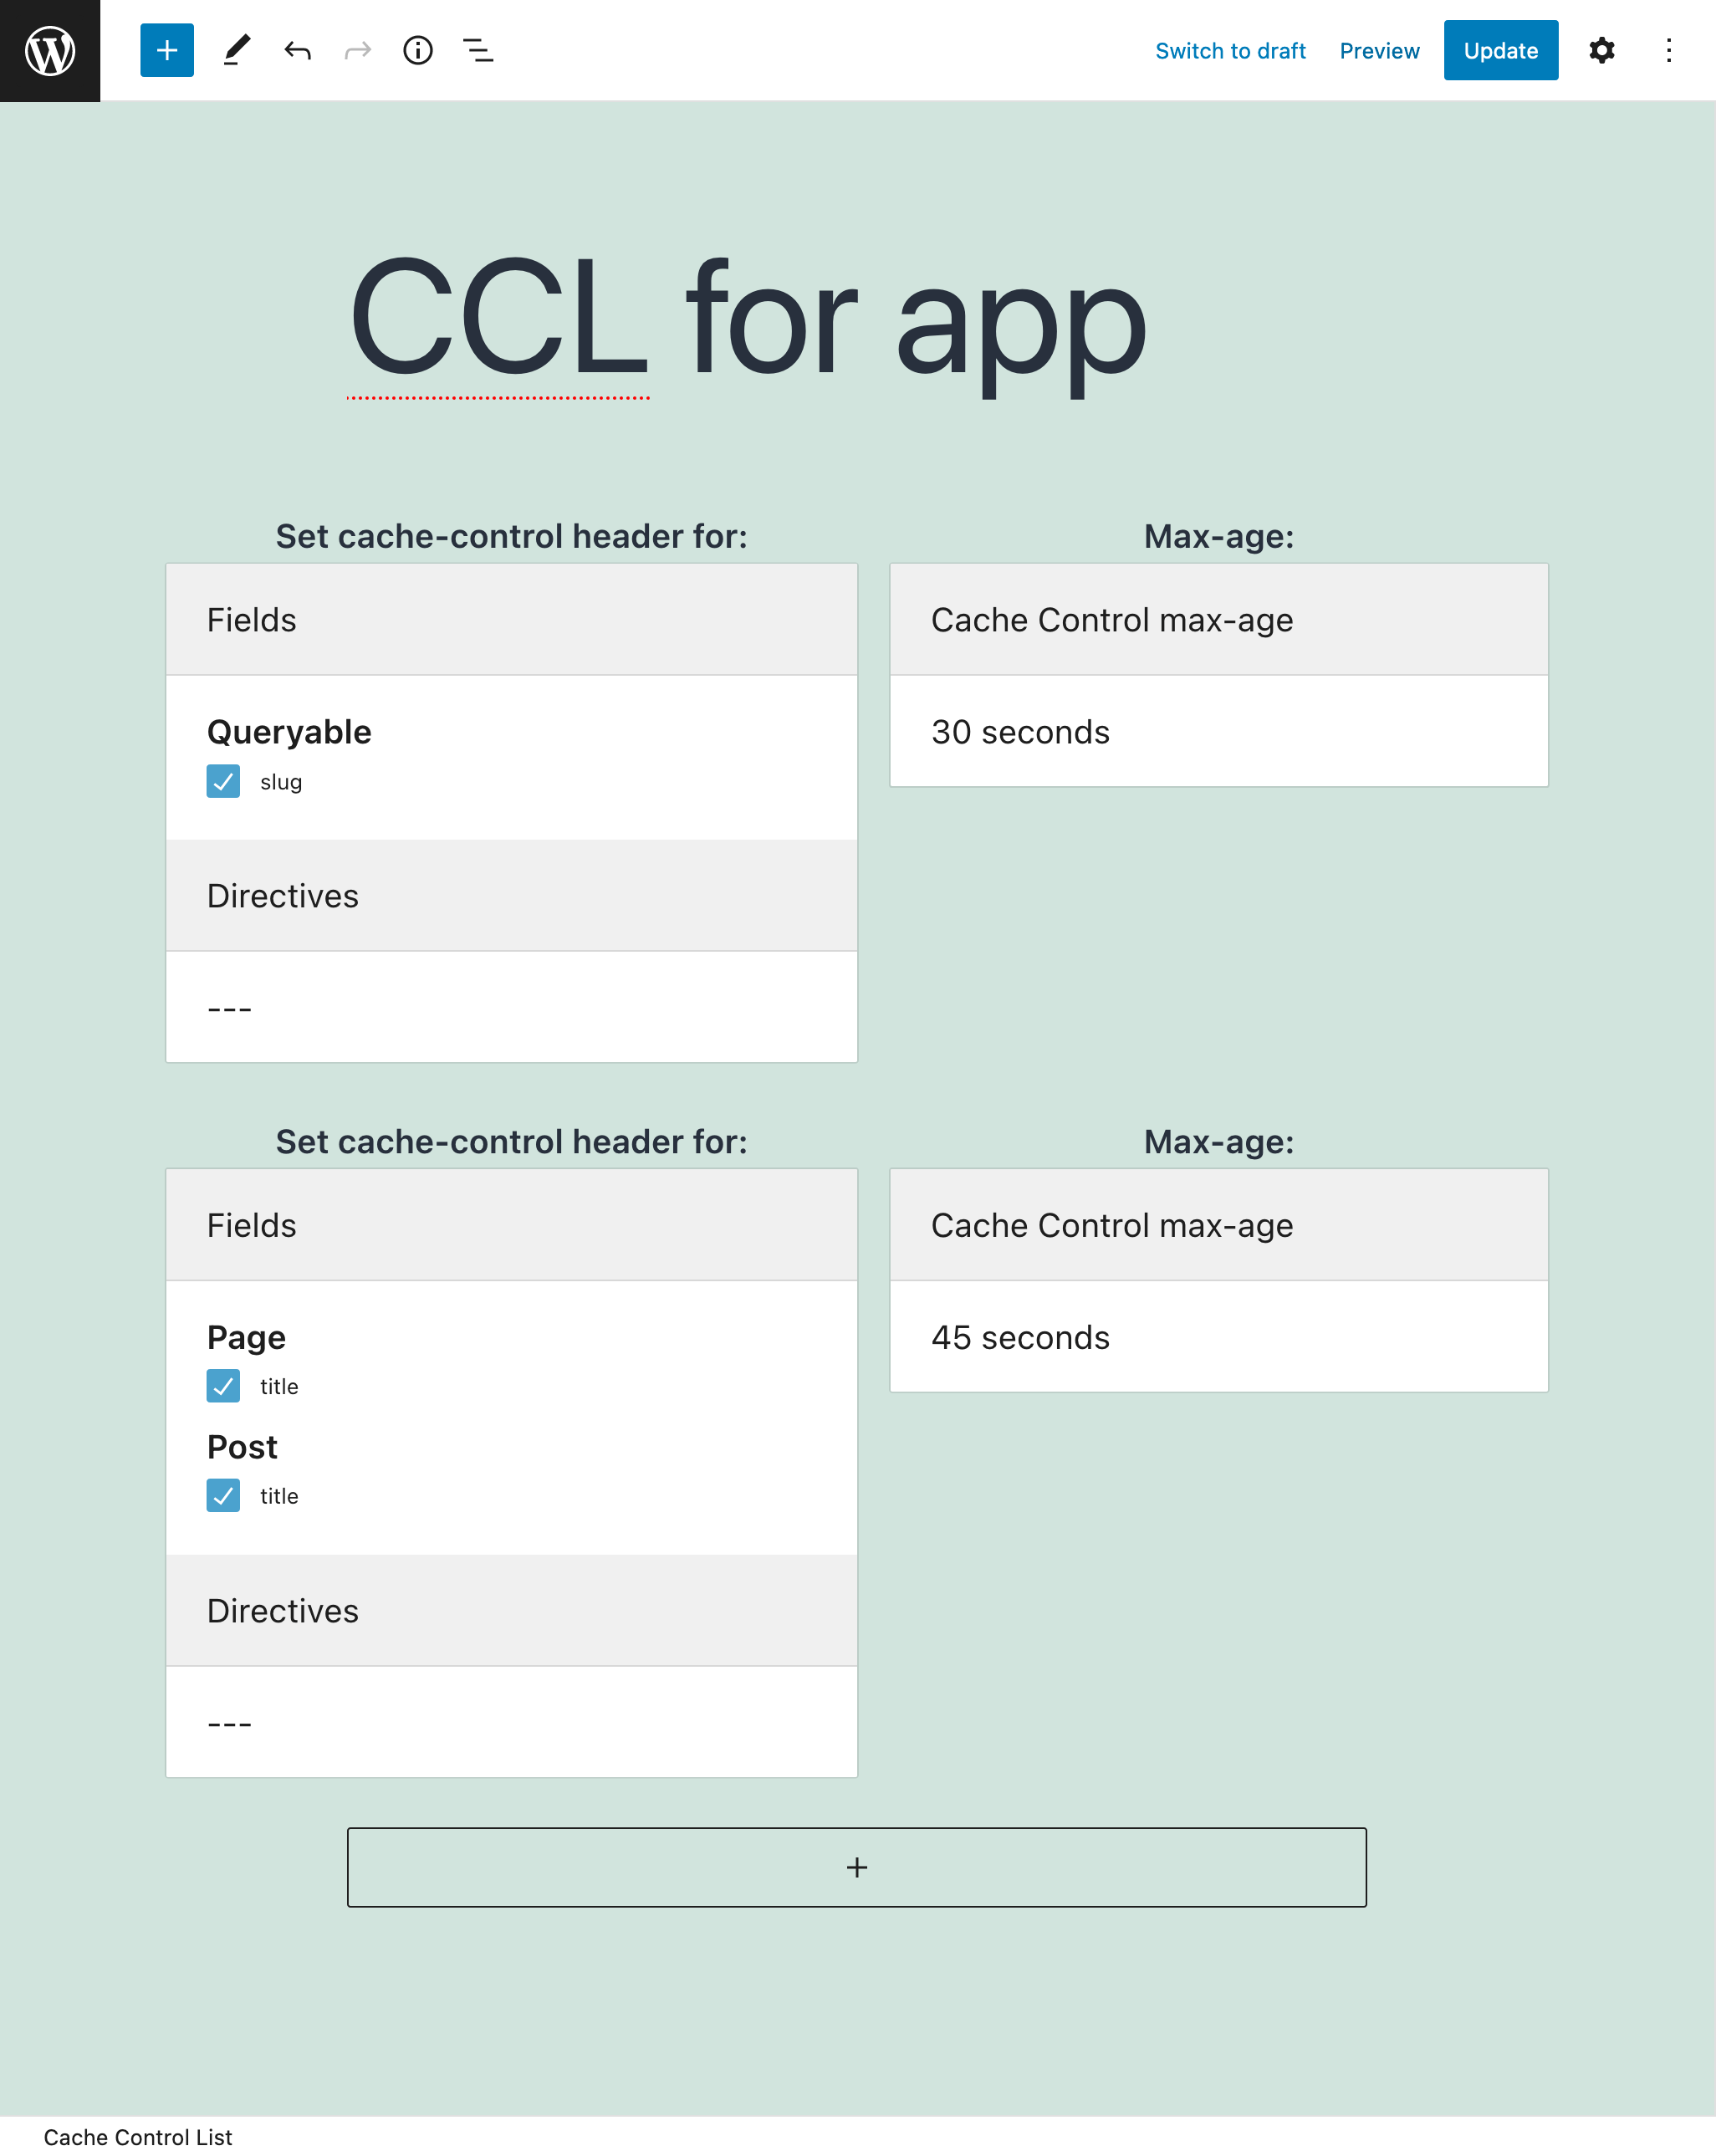 Switch to draft Preview Update
CCL for app
Set cache-control header for: Max-age:
Fields Cache Control max-age
Queryable 30 seconds
slug
Directives
---
Set cache-control header for: Max-age:
Fields Cache Control max-age
Page 45 seconds
title
Post
title
Directives
---
Cache Control List